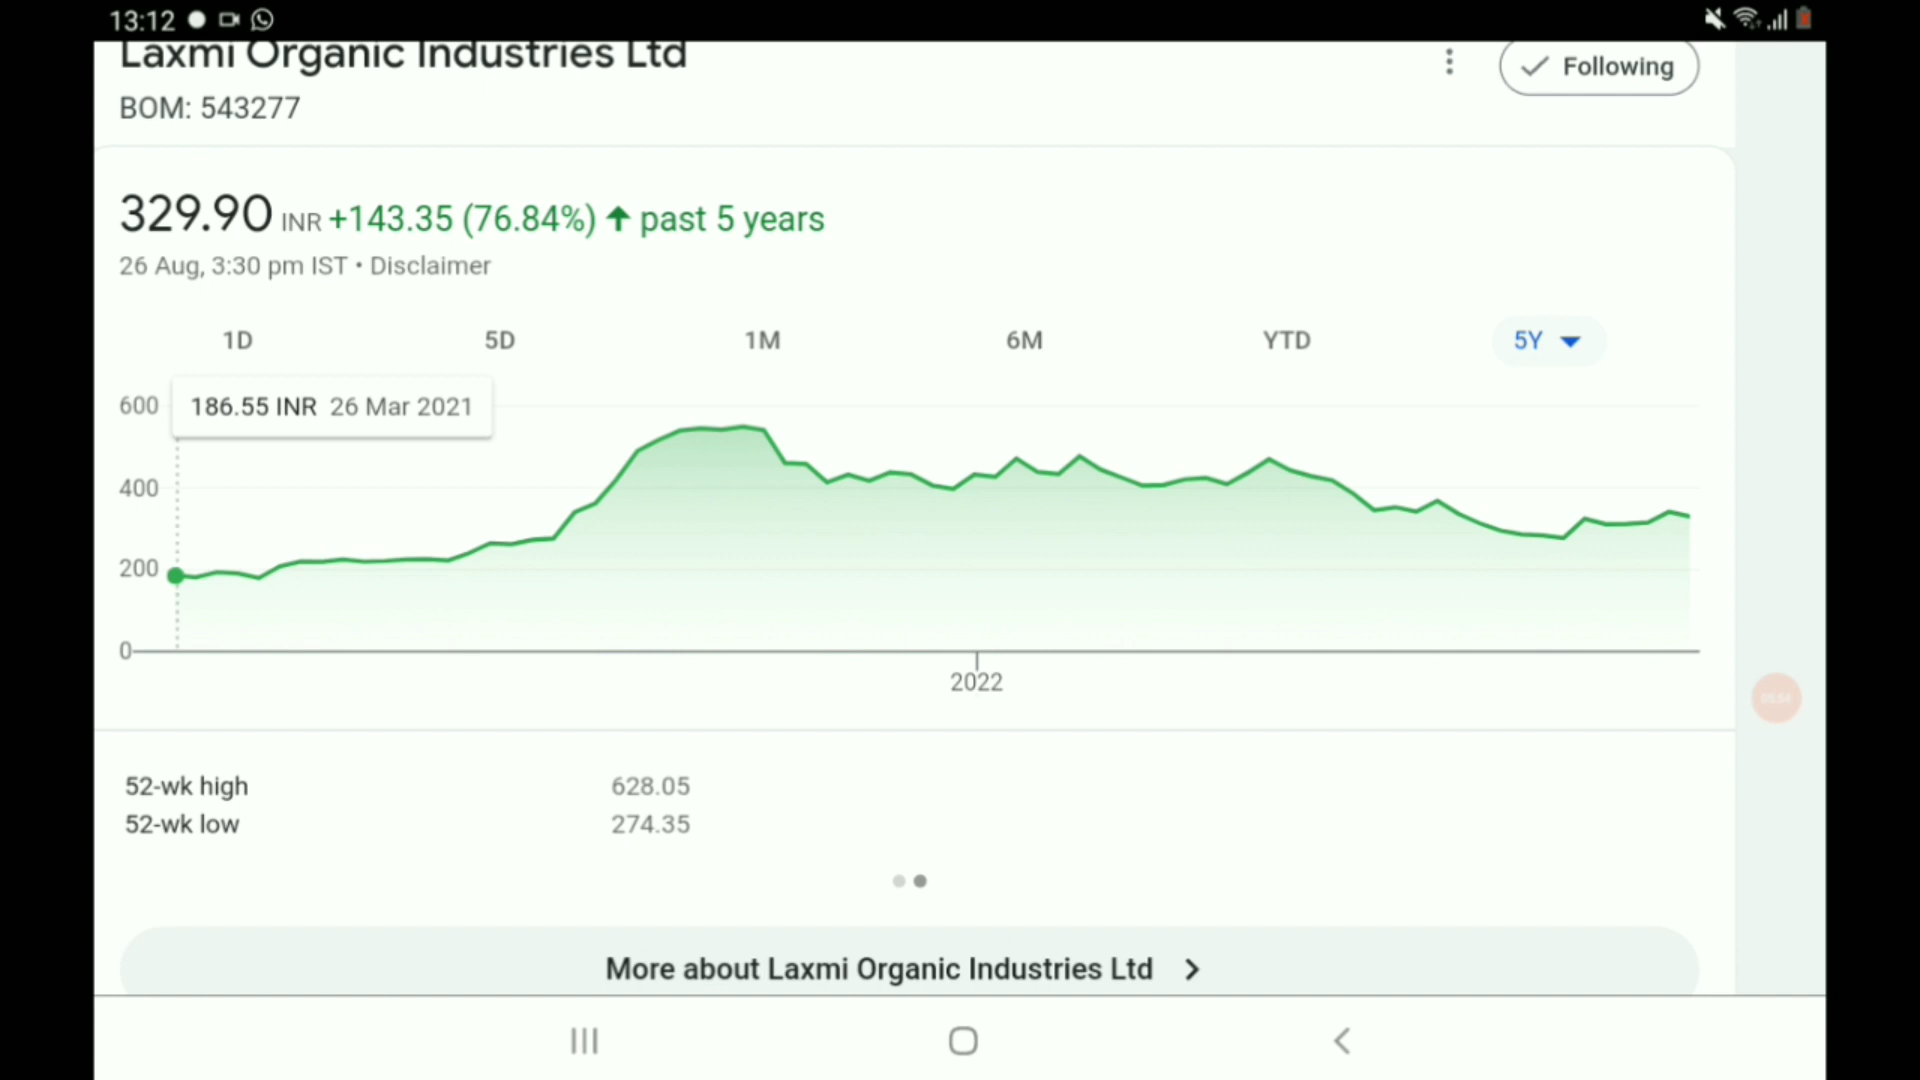 13:12
Laxmi Organic Industries Ltd
Following
BOM: 543277
329.90 INR +143.35 (76.84%) ↑ past 5 years
26 Aug, 3:30 pm IST • Disclaimer
1D 5D 1M 6M YTD 5Y
186.55 INR 26 Mar 2021
600
400
200
0
2022
52-wk high 628.05
52-wk low 274.35
More about Laxmi Organic Industries Ltd